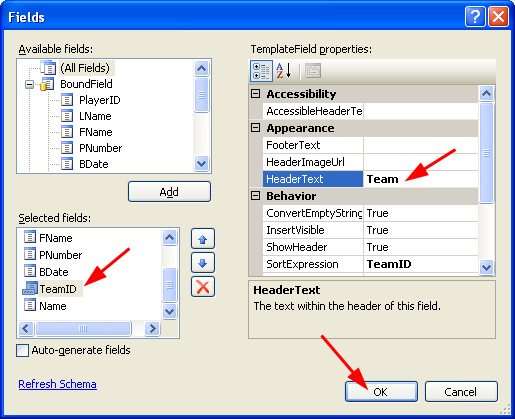 Fields
Available fields:
(All Fields)
BoundField
PlayerID
LName
FName
PNumber
BDate
Add
Selected fields:
FName
PNumber
BDate
TeamID
Name
Auto-generate fields
Refresh Schema
TemplateField properties:
Accessibility
AccessibleHeaderTe
Appearance
FooterText
HeaderImageUrl
HeaderText Team
Behavior
ConvertEmptyString True
InsertVisible True
ShowHeader True
SortExpression TeamID
HeaderText
The text within the header of this field.
OK Cancel